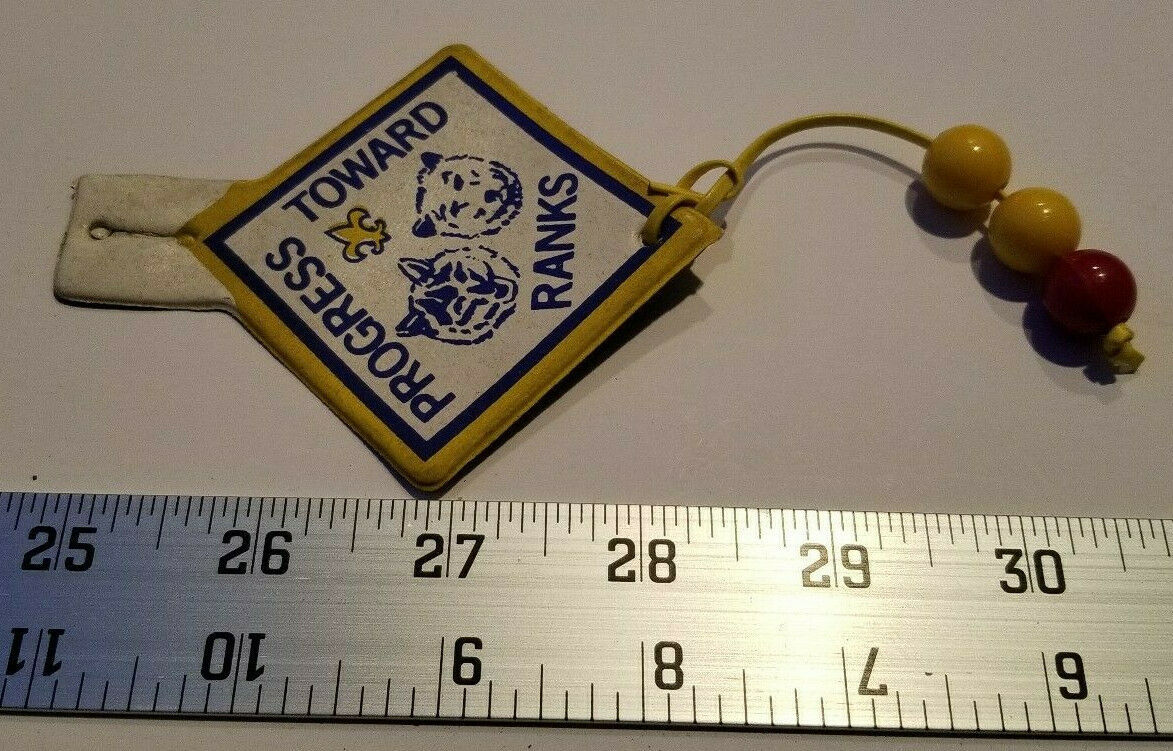 PROGRESS TOWARD
RANKS
25 26 27 28 29 30
11 10 9 8 7 6